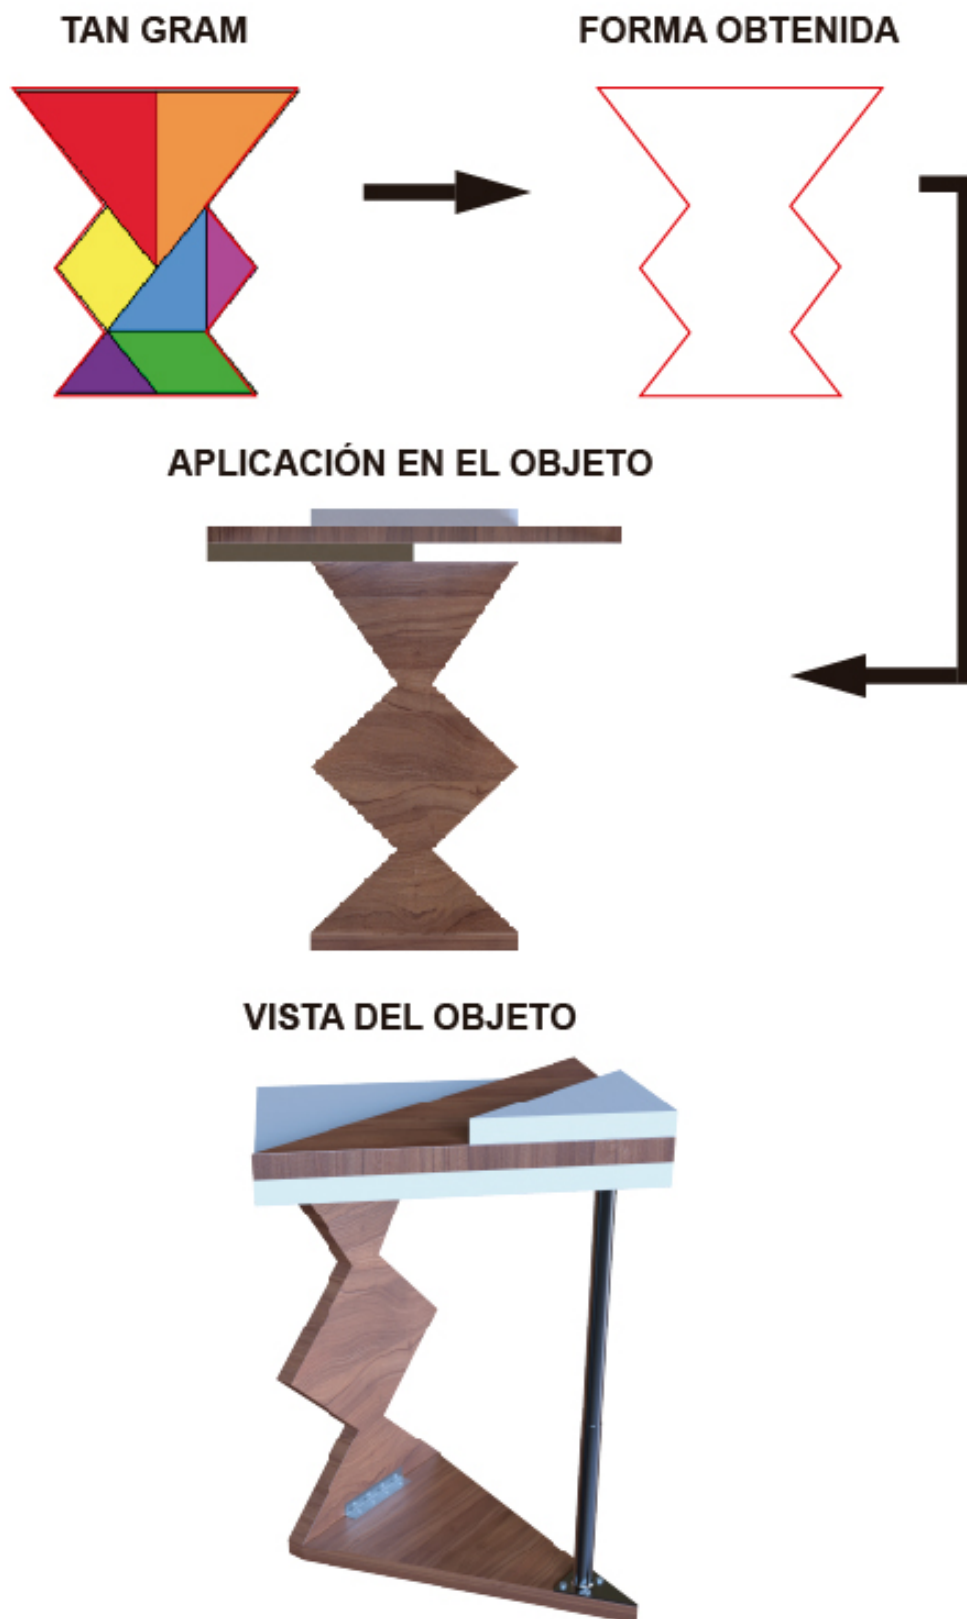 TAN GRAM
FORMA OBTENIDA
APLICACIÓN EN EL OBJETO
VISTA DEL OBJETO